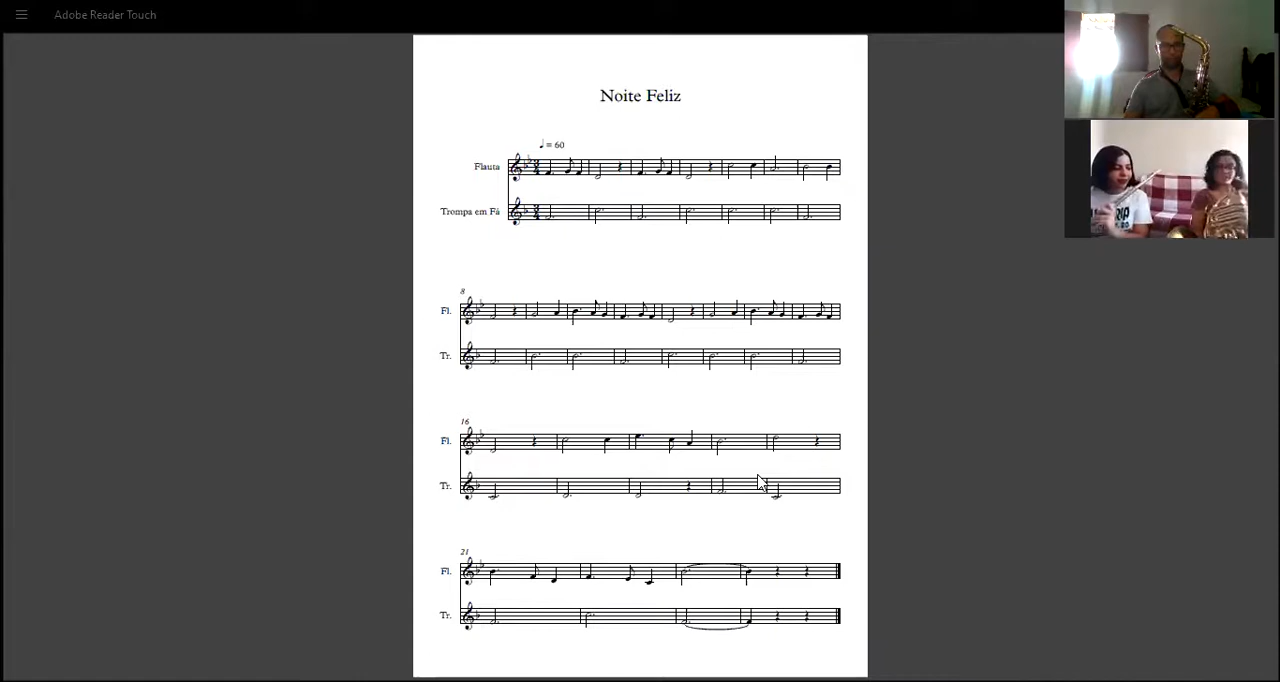 Adobe Reader Touch
Noite Feliz
♩ = 60
Flauta
Trompa em Fá
8
Fl.
Tr.
16
Fl.
Tr.
21
Fl.
Tr.